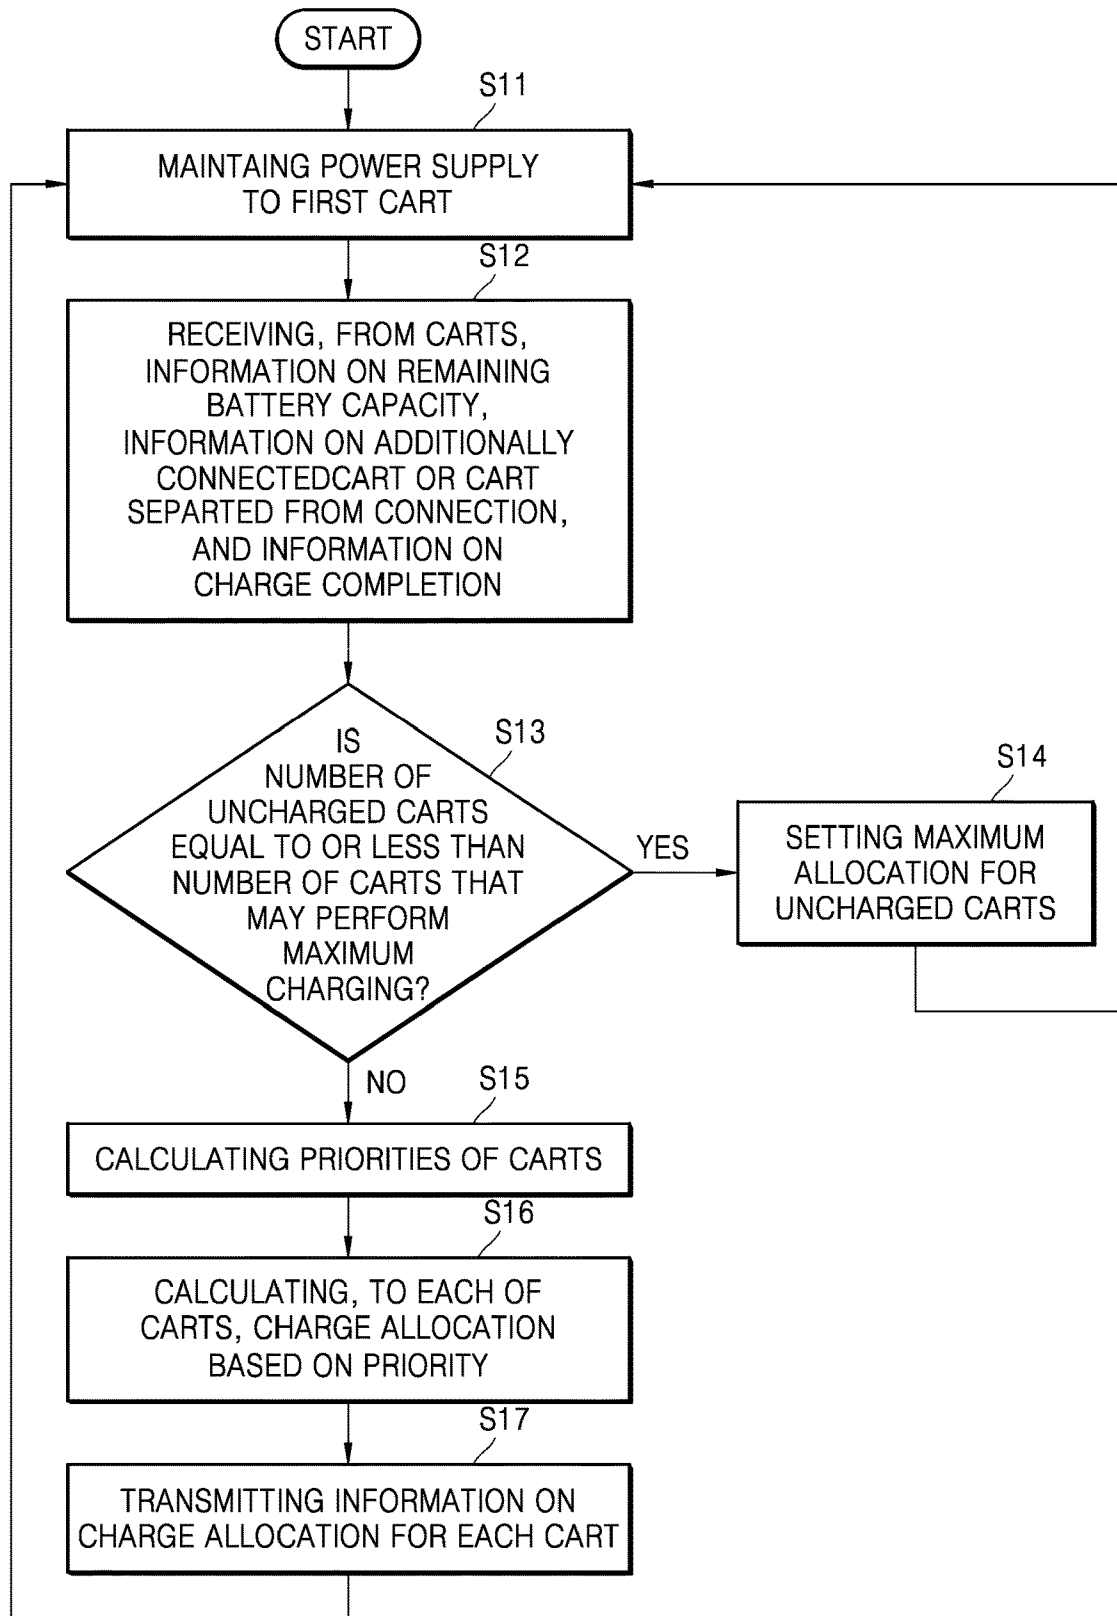 START
S11
MAINTAING POWER SUPPLY
TO FIRST CART
S12
RECEIVING, FROM CARTS,
INFORMATION ON REMAINING
BATTERY CAPACITY,
INFORMATION ON ADDITIONALLY
CONNECTEDCART OR CART
SEPARTED FROM CONNECTION,
AND INFORMATION ON
CHARGE COMPLETION
S13
IS
NUMBER OF
UNCHARGED CARTS
EQUAL TO OR LESS THAN
NUMBER OF CARTS THAT
MAY PERFORM
MAXIMUM
CHARGING?
YES
S14
SETTING MAXIMUM
ALLOCATION FOR
UNCHARGED CARTS
NO
S15
CALCULATING PRIORITIES OF CARTS
S16
CALCULATING, TO EACH OF
CARTS, CHARGE ALLOCATION
BASED ON PRIORITY
S17
TRANSMITTING INFORMATION ON
CHARGE ALLOCATION FOR EACH CART